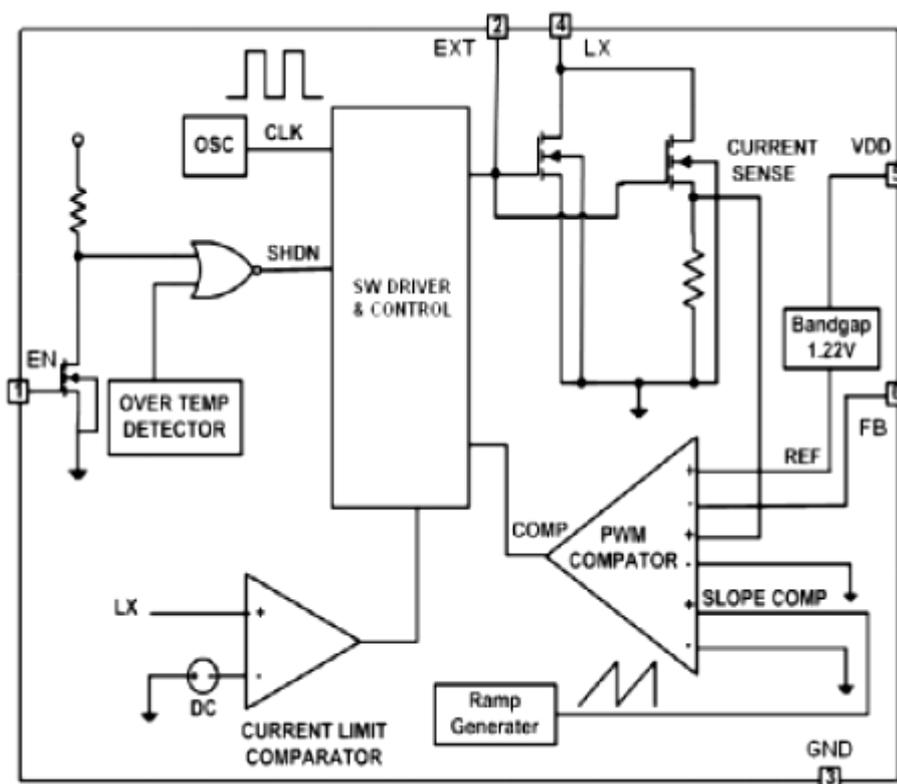 2
4
EXT
LX
OSC
CLK
CURRENT
SENSE
VDD
5
SHDN
SW DRIVER
& CONTROL
Bandgap
1.22V
EN
1
OVER TEMP
DETECTOR
FB
REF
+
-
COMP
PWM
COMPATOR
+
-
SLOPE COMP
+
-
LX
+
-
DC
CURRENT LIMIT
COMPARATOR
Ramp
Generater
GND
3